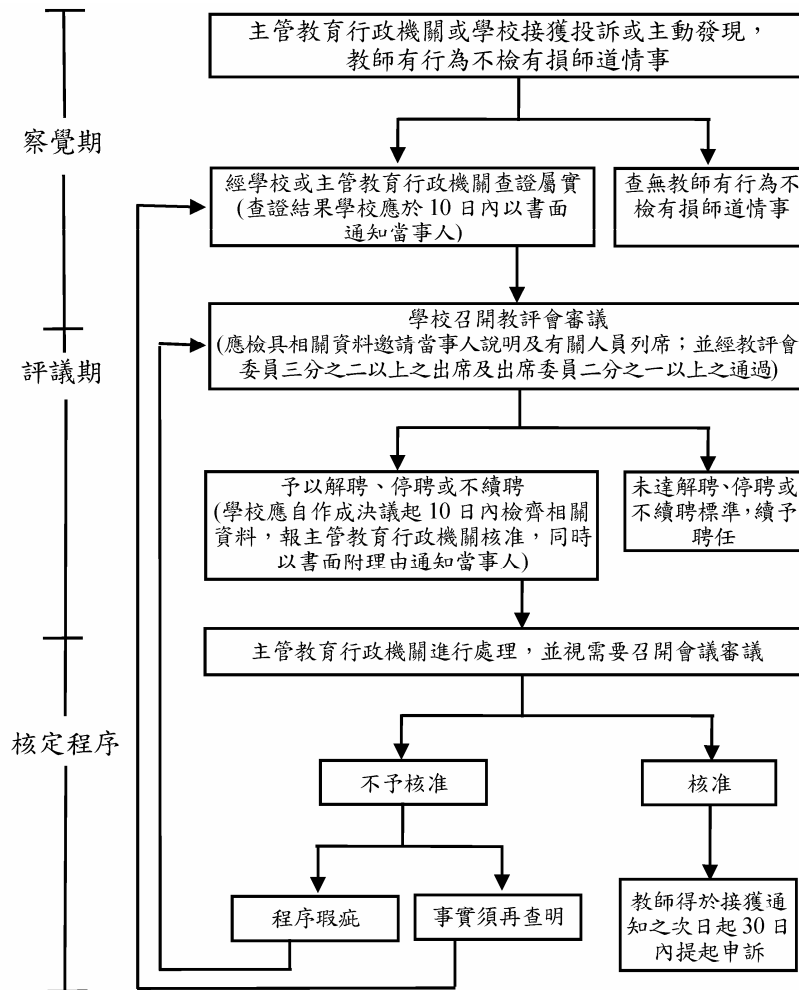 主管教育行政機關或學校接獲投訴或主動發現，
教師有行為不檢有損師道情事
察覺期
經學校或主管教育行政機關查證屬實
(查證結果學校應於 10 日內以書面
通知當事人)
查無教師有行為不
檢有損師道情事
學校召開教評會審議
(應檢具相關資料邀請當事人說明及有關人員列席；並經教評會
委員三分之二以上之出席及出席委員二分之一以上之通過)
評議期
予以解聘、停聘或不續聘
(學校應自作成決議起 10 日內檢齊相關
資料，報主管教育行政機關核准，同時
以書面附理由通知當事人)
未達解聘、停聘或
不續聘標準，續予
聘任
主管教育行政機關進行處理，並視需要召開會議審議
核定程序
不予核准
核准
程序瑕疵
事實須再查明
教師得於接獲通
知之次日起 30 日
內提起申訴